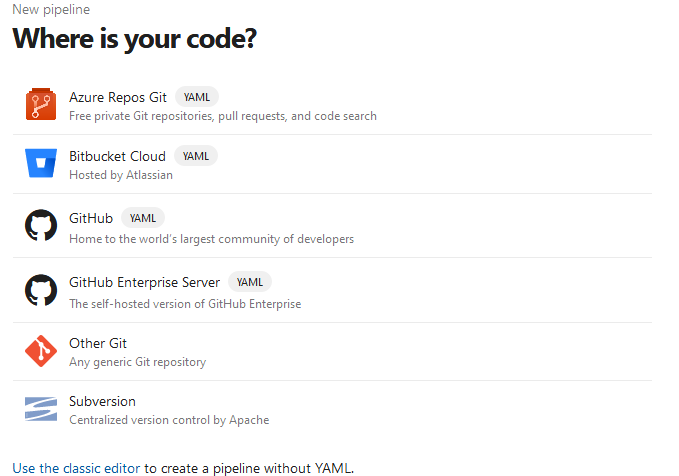 New pipeline
Where is your code?
Azure Repos Git YAML
Free private Git repositories, pull requests, and code search
Bitbucket Cloud YAML
Hosted by Atlassian
GitHub YAML
Home to the world's largest community of developers
GitHub Enterprise Server YAML
The self-hosted version of GitHub Enterprise
Other Git
Any generic Git repository
Subversion
Centralized version control by Apache
Use the classic editor to create a pipeline without YAML.